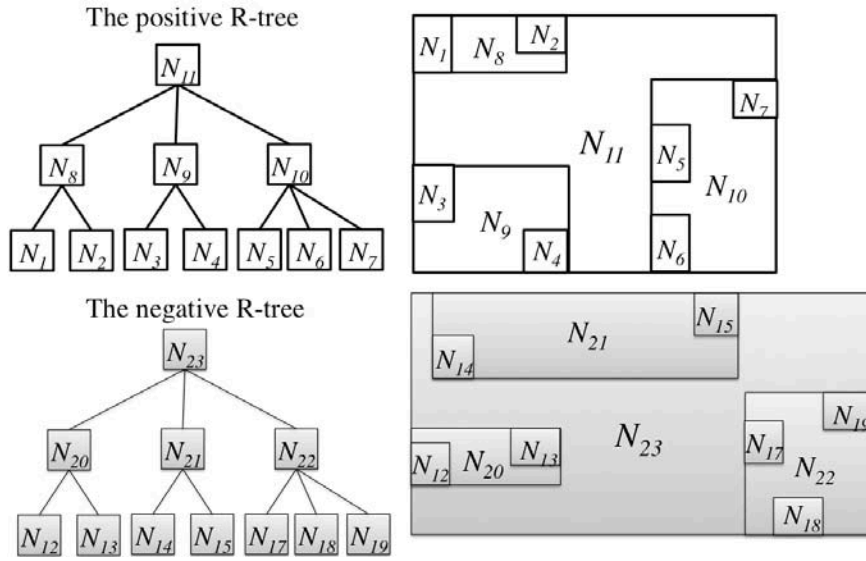 The positive R-tree
N11
N8 N9 N10
N1 N2 N3 N4 N5 N6 N7
N1 N8 N2
N7
N11 N5
N3 N10
N9
N4 N6
The negative R-tree
N23
N20 N21 N22
N12 N13 N14 N15 N17 N18 N19
N15
N21
N14
N19
N23 N17
N12 N20 N13
N22
N18